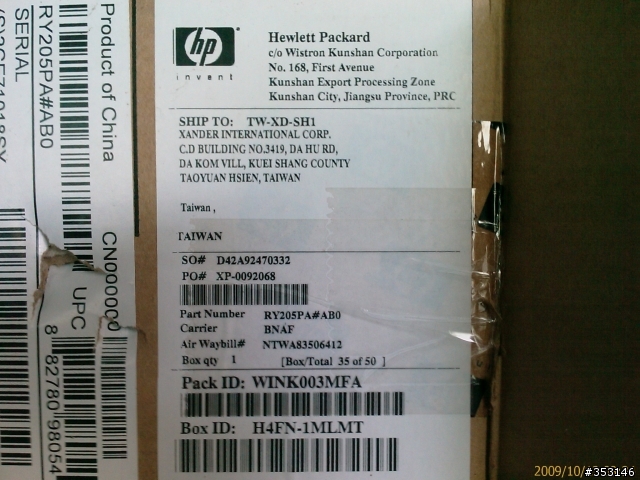 hp
invent
Hewlett Packard
c/o Wistron Kunshan Corporation
No. 168, First Avenue
Kunshan Export Processing Zone
Kunshan City, Jiangsu Province, PRC
SHIP TO: TW-XD-SH1
XANDER INTERNATIONAL CORP.
C.D BUILDING NO.3419, DA HU RD,
DA KOM VILL, KUEI SHANG COUNTY
TAOYUAN HSIEN, TAIWAN
Taiwan ,
TAIWAN
SO# D42A92470332
PO# XP-0092068
Part Number RY205PA#AB0
Carrier BNAF
Air Waybill# NTWA83506412
Box qty 1 [Box/Total 35 of 50 ]
Pack ID: WINK003MFA
Box ID: H4FN-1MLMT
Product of China
CN000000
UPC
8 82780 98054
RY205PA#AB0
SERIAL
2009/10/
#353146